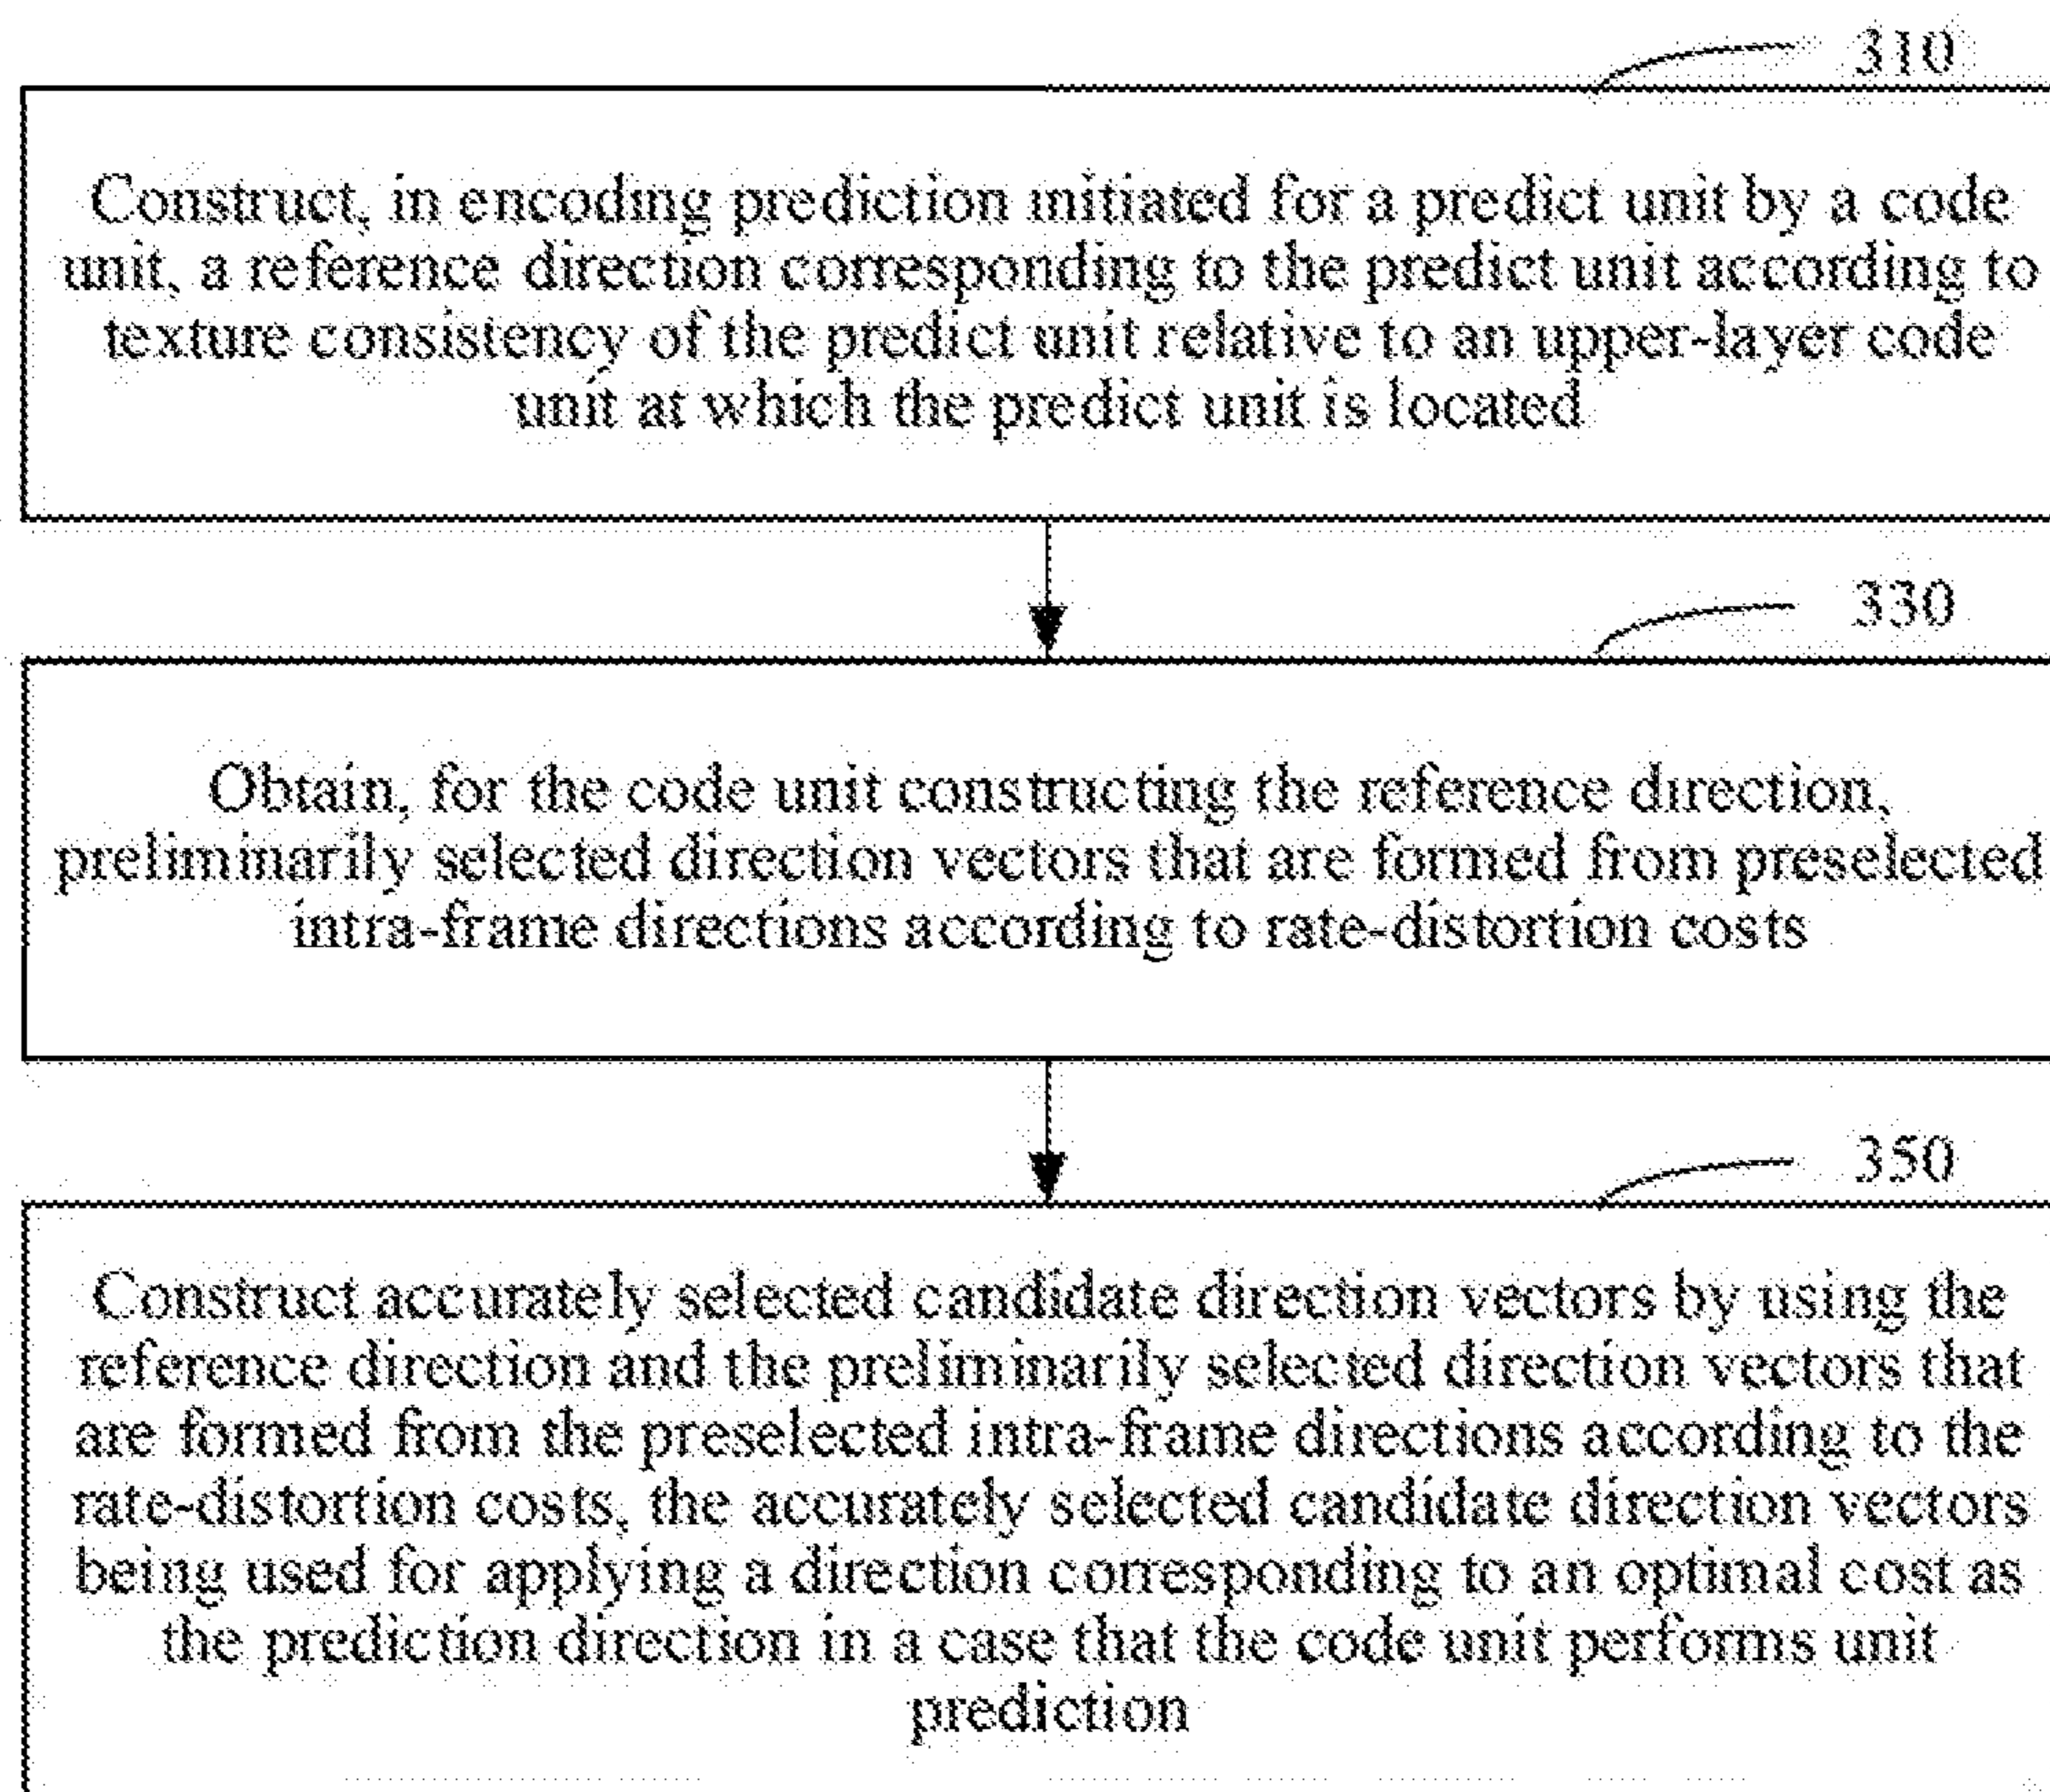 310
Construct, in encoding prediction initiated for a predict unit by a code
unit, a reference direction corresponding to the predict unit according to
texture consistency of the predict unit relative to an upper-layer code
unit at which the predict unit is located
330
Obtain, for the code unit constructing the reference direction,
preliminarily selected direction vectors that are formed from preselected
intra-frame directions according to rate-distortion costs
350
Construct accurately selected candidate direction vectors by using the
reference direction and the preliminarily selected direction vectors that
are formed from the preselected intra-frame directions according to the
rate-distortion costs, the accurately selected candidate direction vectors
being used for applying a direction corresponding to an optimal cost as
the prediction direction in a case that the code unit performs unit
prediction